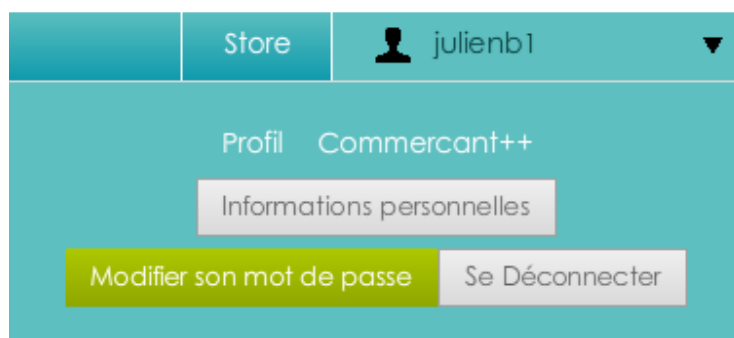 Store julienb1
Profil Commercant++
Informations personnelles
Modifier son mot de passe Se Déconnecter